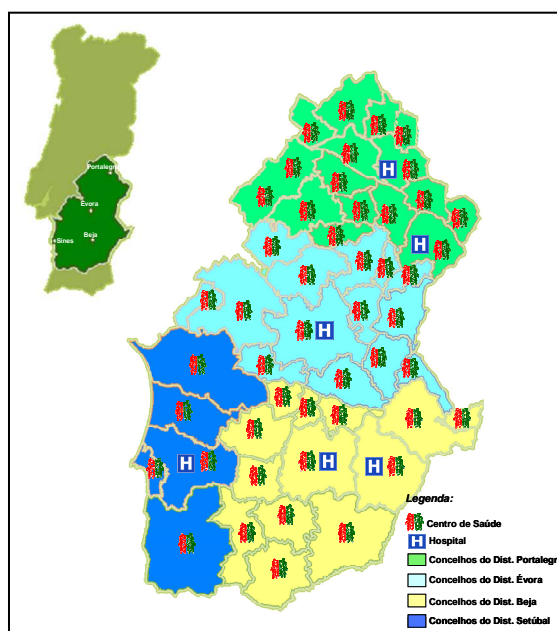 Portalegr
Évora
Sines
Beja
H
H
H
H
H
H
Legenda:
Centro de Saúde
H Hospital
Concelhos do Dist. Portalegr
Concelhos do Dist. Évora
Concelhos do Dist. Beja
Concelhos do Dist. Setúbal